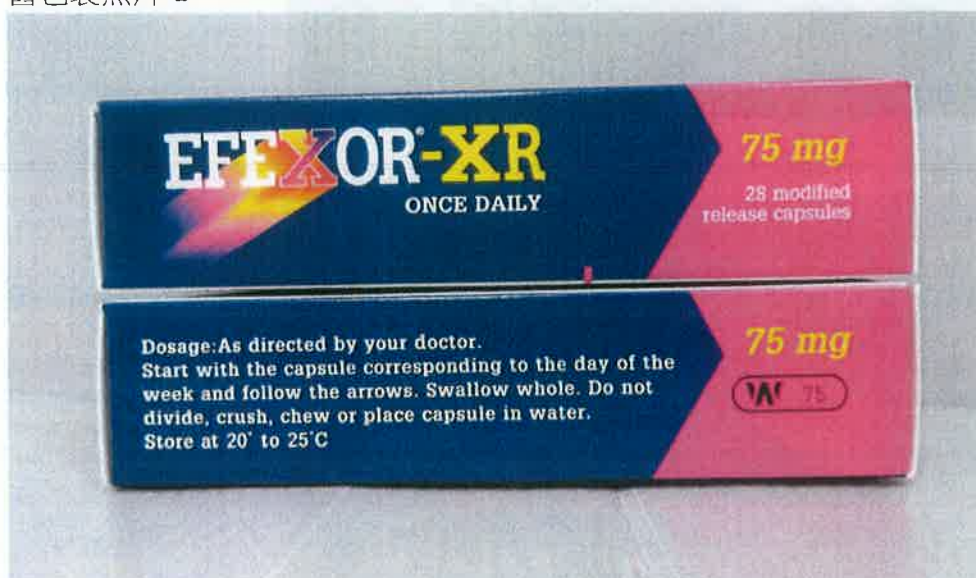 EFEXOR®-XR
ONCE DAILY
75 mg
28 modified
release capsules
Dosage:As directed by your doctor.
Start with the capsule corresponding to the day of the
week and follow the arrows. Swallow whole. Do not
divide, crush, chew or place capsule in water.
Store at 20° to 25°C
75 mg
W 75